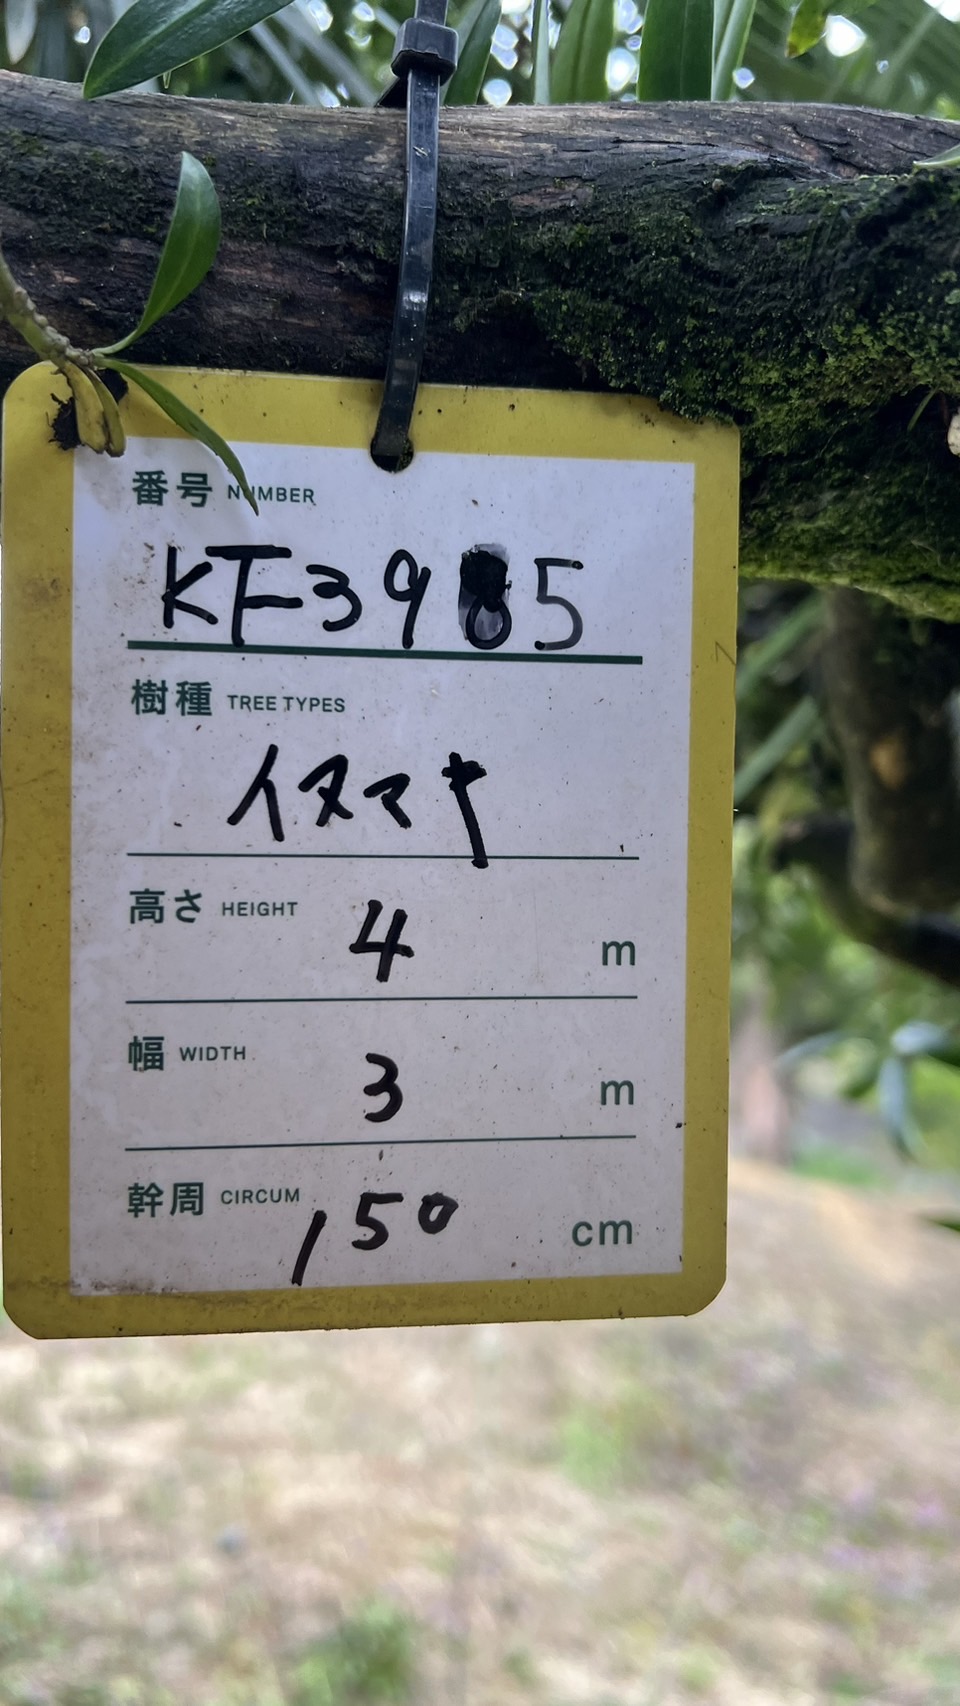 番号 NUMBER
KF3985
樹種 TREE TYPES
イヌマキ
高さ HEIGHT
4 m
幅 WIDTH
3 m
幹周 CIRCUM
150 cm